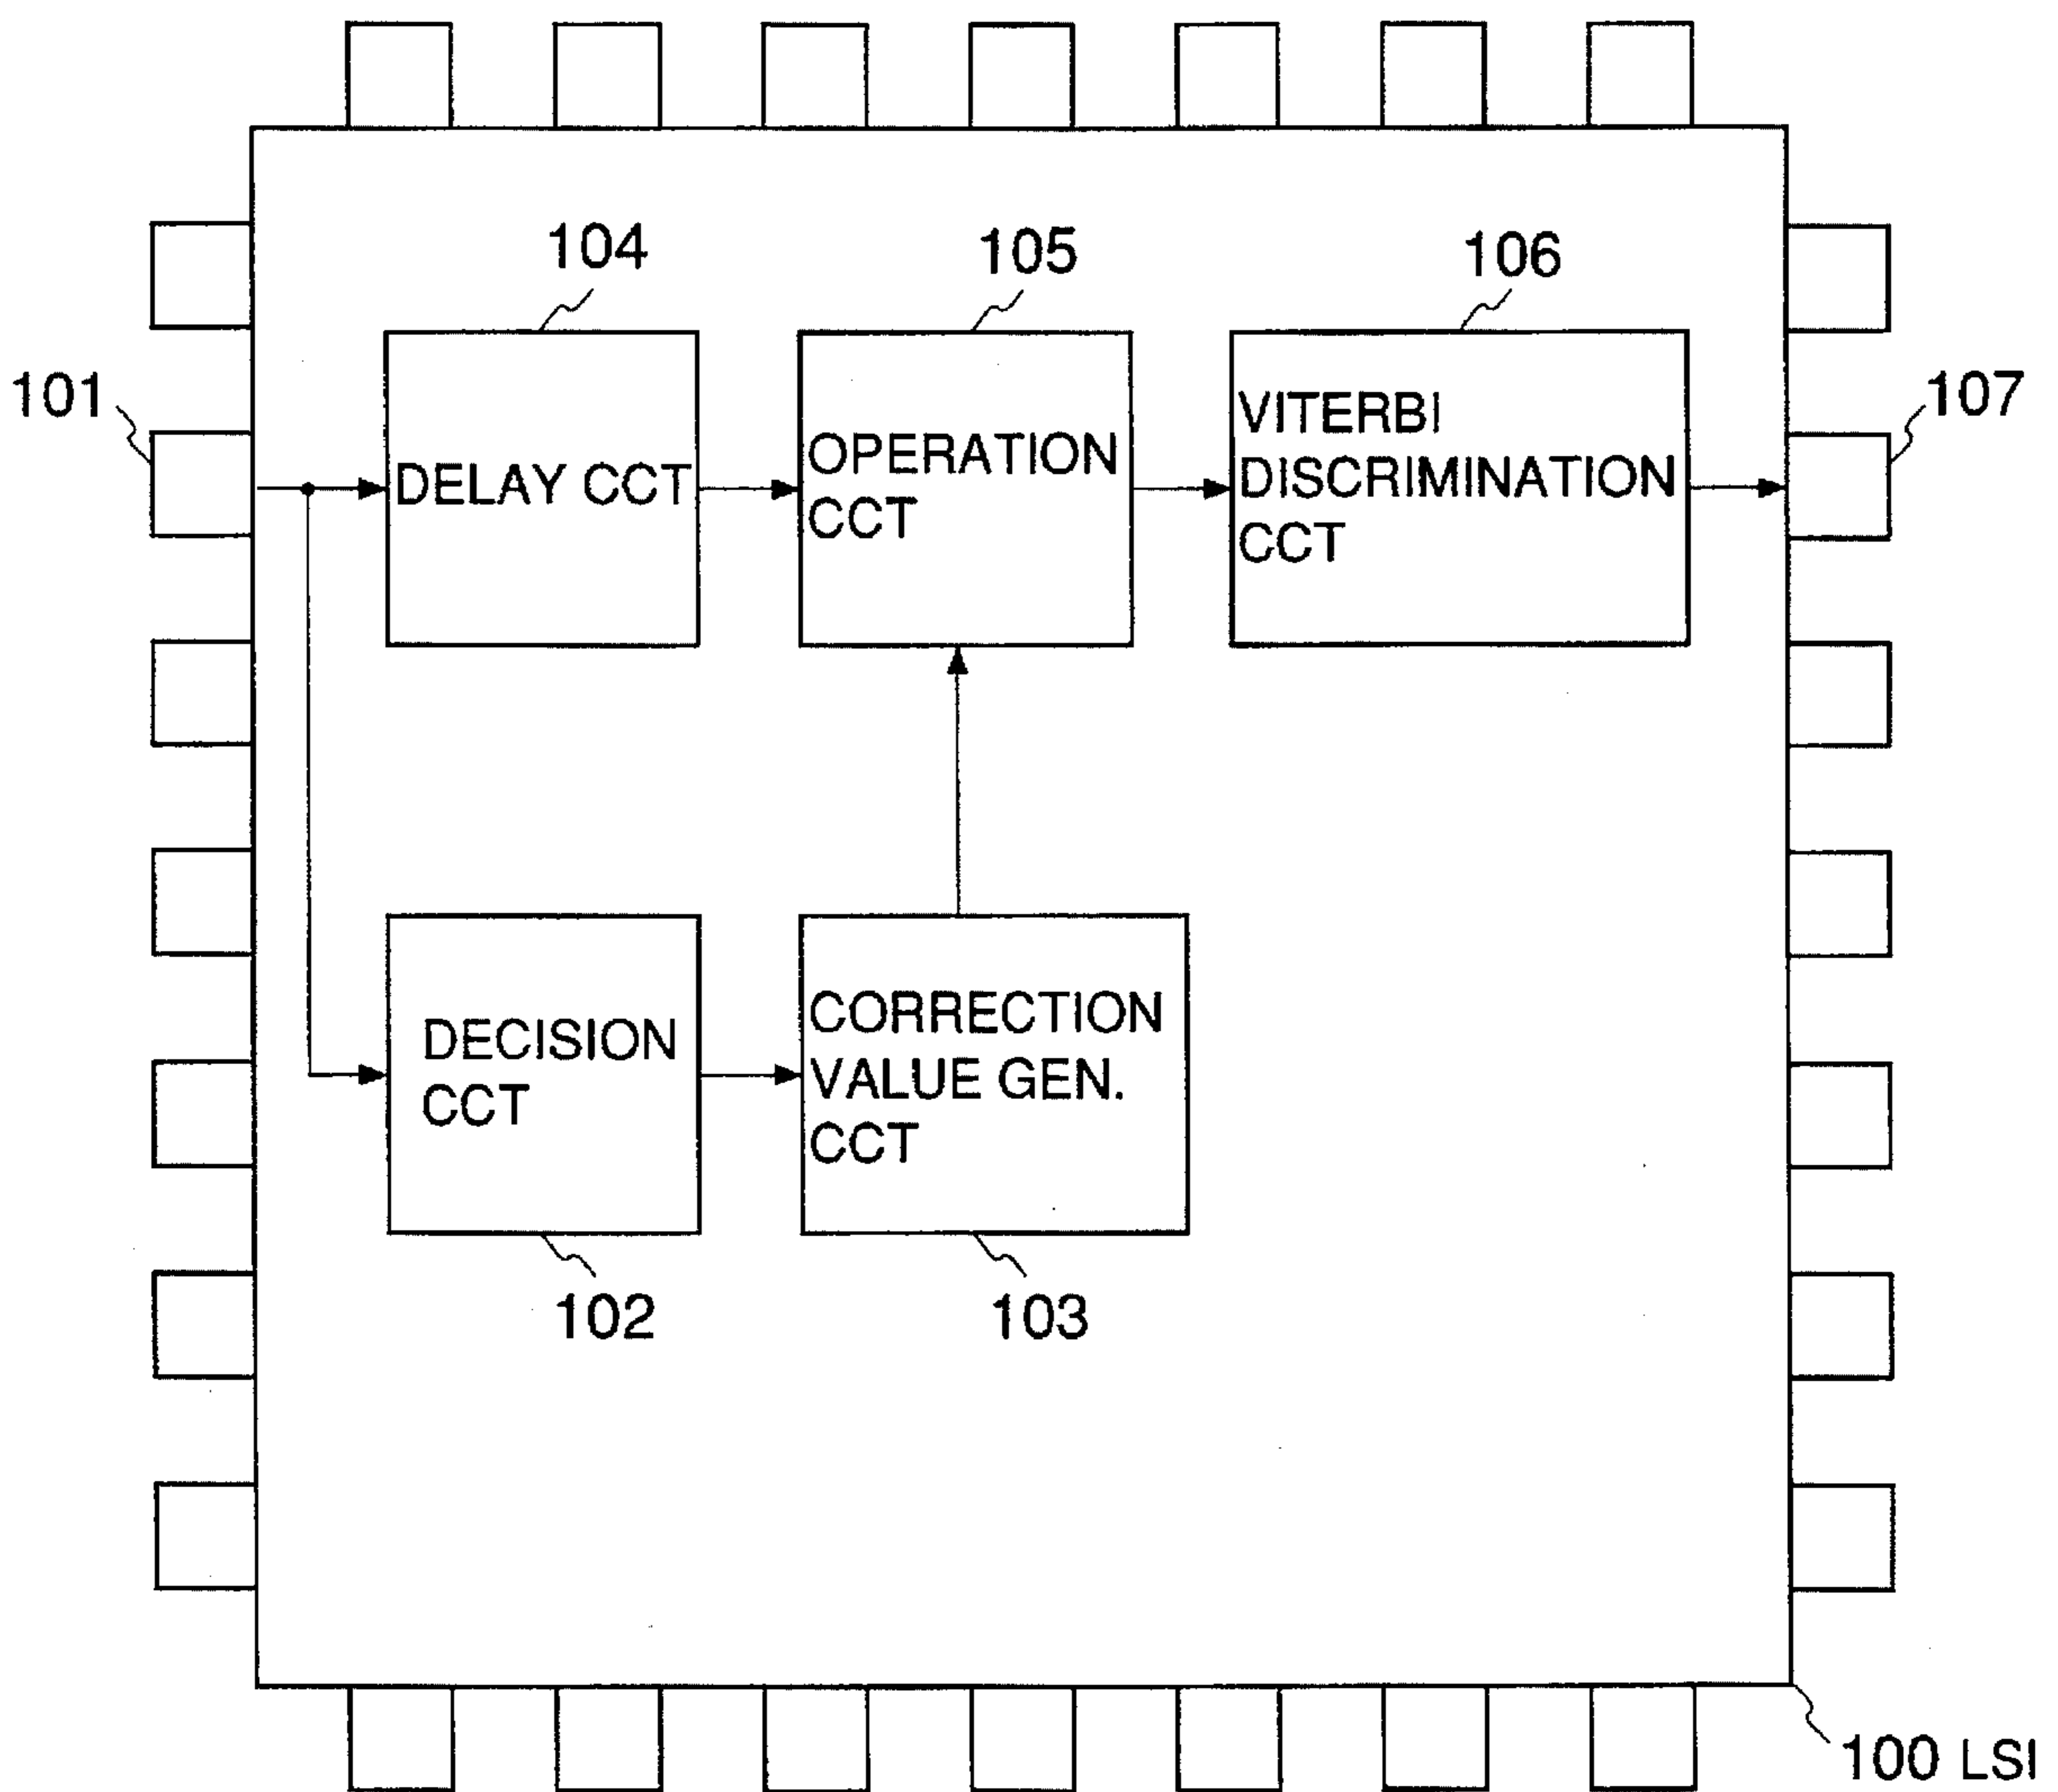 104
105
106
101
107
DELAY CCT
OPERATION
CCT
VITERBI
DISCRIMINATION
CCT
DECISION
CCT
CORRECTION
VALUE GEN.
CCT
102
103
100 LSI